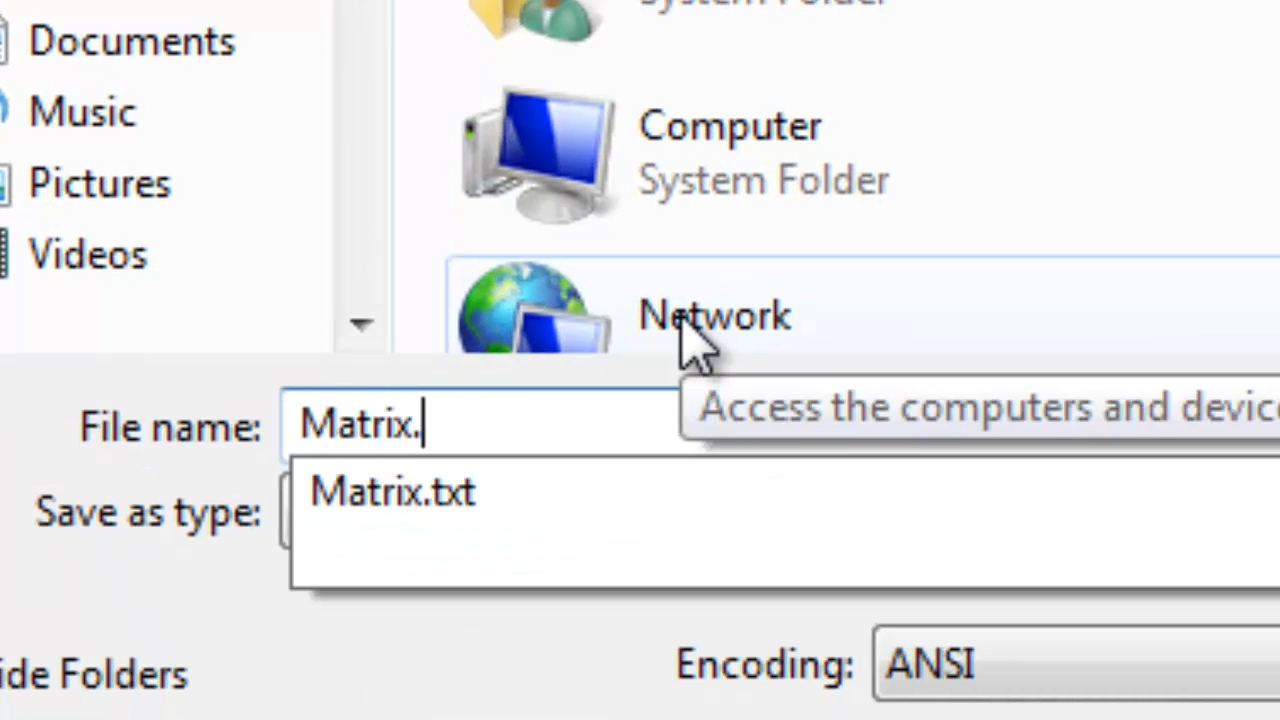 System Folder
Documents
Music
Pictures
Videos
Computer
System Folder
Network
Access the computers and device
File name:
Matrix.
Matrix.txt
Save as type:
ide Folders
Encoding:
ANSI